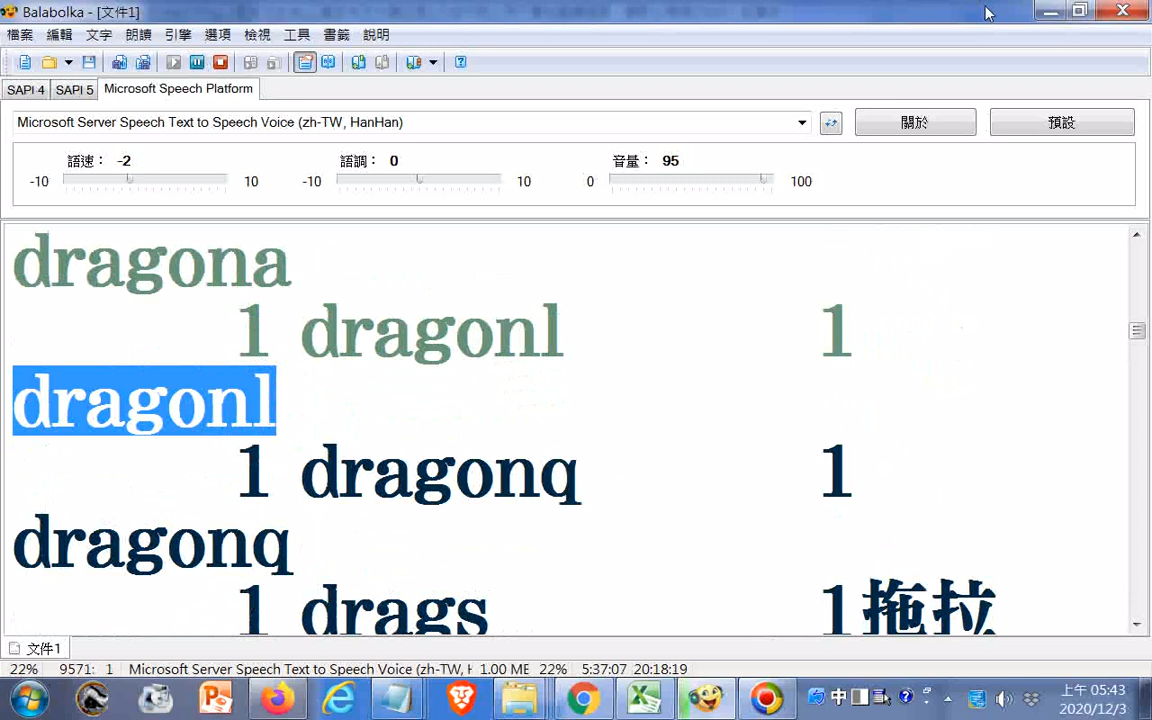 Balabolka - [文件1]
檔案 編輯 文字 朗讀 引擎 選項 檢視 工具 書籤 說明
SAPI 4 SAPI 5 Microsoft Speech Platform
Microsoft Server Speech Text to Speech Voice (zh-TW, HanHan) 關於 預設
語速： -2 語調： 0 音量： 95
-10 10 -10 10 0 100
dragona
1 dragonl 1
dragonl
1 dragonq 1
dragonq
1 drags 1拖拉
文件1
22% 9571: 1 Microsoft Server Speech Text to Speech Voice (zh-TW, 1.00 ME 22% 5:37:07 20:18:19
中 上午 05:43
2020/12/3